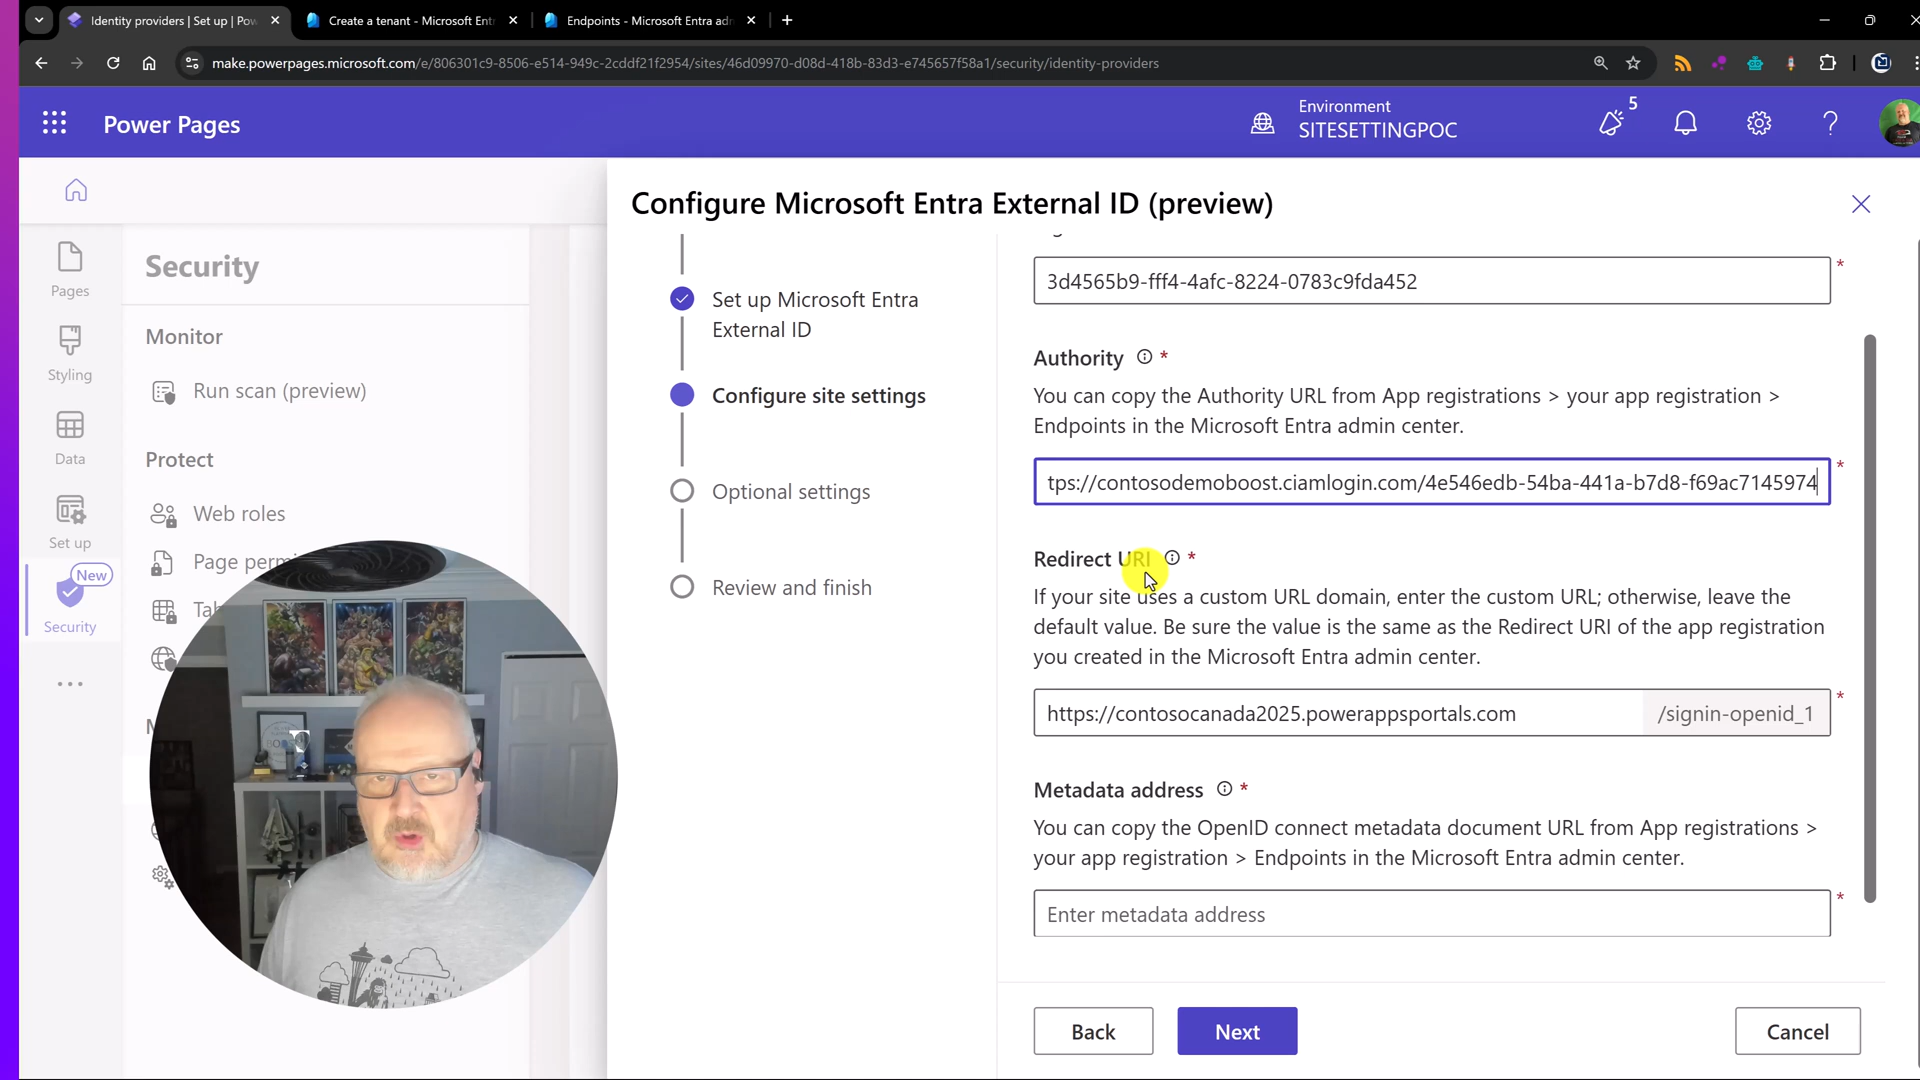 Identity providers | Set up | Pow
Create a tenant - Microsoft Entr
Endpoints - Microsoft Entra adm
make.powerpages.microsoft.com/e/806301c9-8506-e514-949c-2cddf21f2954/sites/46d09970-d08d-418b-83d3-e745657f58a1/security/identity-providers
Power Pages
Environment
SITESETTINGPOC
5
Configure Microsoft Entra External ID (preview)
Pages
Styling
Data
Set up
New
Security
Security
Monitor
Run scan (preview)
Protect
Web roles
Page permi
Tab
Set up Microsoft Entra
External ID
Configure site settings
Optional settings
Review and finish
3d4565b9-fff4-4afc-8224-0783c9fda452
*
Authority *
You can copy the Authority URL from App registrations > your app registration >
Endpoints in the Microsoft Entra admin center.
tps://contosodemoboost.ciamlogin.com/4e546edb-54ba-441a-b7d8-f69ac7145974
*
Redirect URI *
If your site uses a custom URL domain, enter the custom URL; otherwise, leave the
default value. Be sure the value is the same as the Redirect URI of the app registration
you created in the Microsoft Entra admin center.
https://contosocanada2025.powerappsportals.com /signin-openid_1
*
Metadata address *
You can copy the OpenID connect metadata document URL from App registrations >
your app registration > Endpoints in the Microsoft Entra admin center.
Enter metadata address
*
Back
Next
Cancel